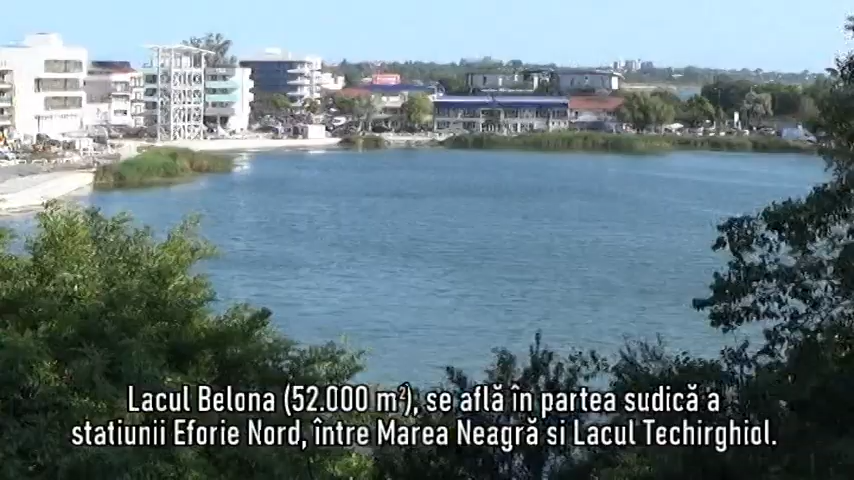 Lacul Belona (52.000 m²), se află în partea sudică a
statiunii Eforie Nord, între Marea Neagră si Lacul Techirghiol.